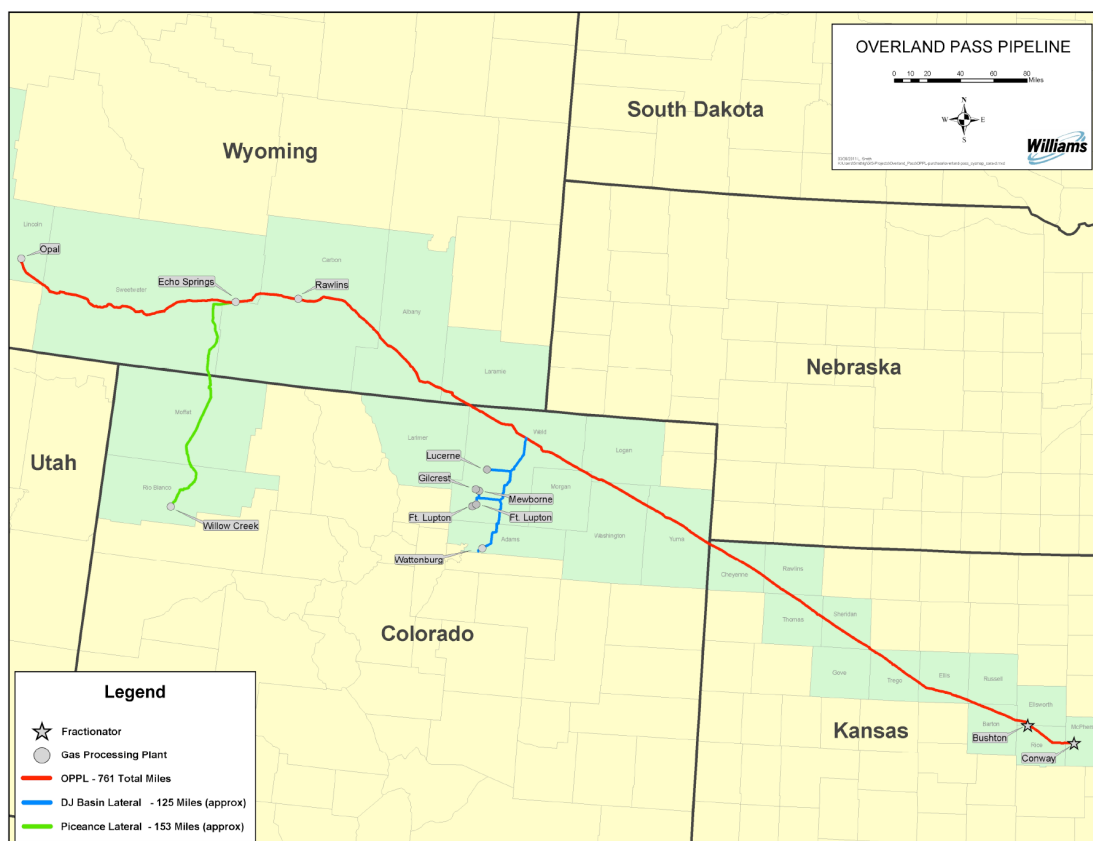 OVERLAND PASS PIPELINE
0 5 10 20 40 60 80
Miles
N
W E
S
Williams
South Dakota
Wyoming
Lincoln
Opal
Carbon
Echo Springs
Rawlins
Sweetwater
Albany
Laramie
Nebraska
Moffat
Utah
Larimer
Weld
Logan
Lucerne
Gilcrest
Morgan
Rio Blanco
Mewborne
Willow Creek
Ft. Lupton
Ft. Lupton
Adams
Washington
Yuma
Wattonburg
Cheyenne
Rawlins
Thomas
Sheridan
Colorado
Gove
Trego
Ellis
Russell
Ellsworth
Kansas
Barton
McPherson
Bushton
Rice
Conway
Legend
Fractionator
Gas Processing Plant
OPPL - 761 Total Miles
DJ Basin Lateral - 125 Miles (approx)
Piceance Lateral - 153 Miles (approx)